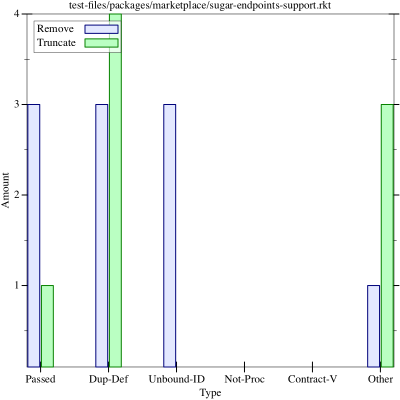 test-files/packages/marketplace/sugar-endpoints-support.rkt
Remove
Truncate
4
3
2
1
Amount
Passed Dup-Def Unbound-ID Not-Proc Contract-V Other
Type